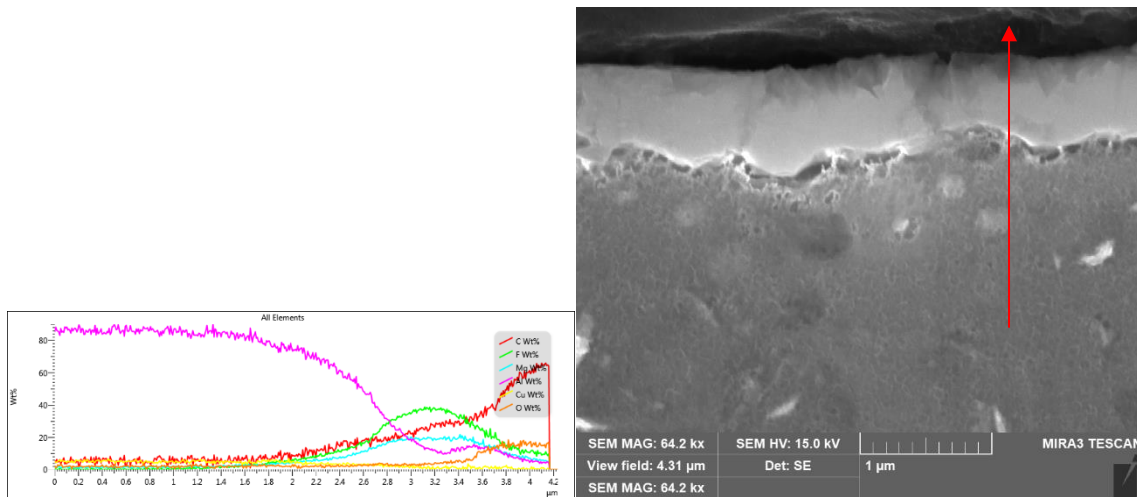 All Elements
Wt%
80
60
40
20
0
C Wt%
F Wt%
Mg Wt%
Al Wt%
Cu Wt%
O Wt%
0 0.2 0.4 0.6 0.8 1 1.2 1.4 1.6 1.8 2 2.2 2.4 2.6 2.8 3 3.2 3.4 3.6 3.8 4 4.2
µm
SEM MAG: 64.2 kx SEM HV: 15.0 kV MIRA3 TESCAN
View field: 4.31 µm Det: SE 1 µm
SEM MAG: 64.2 kx